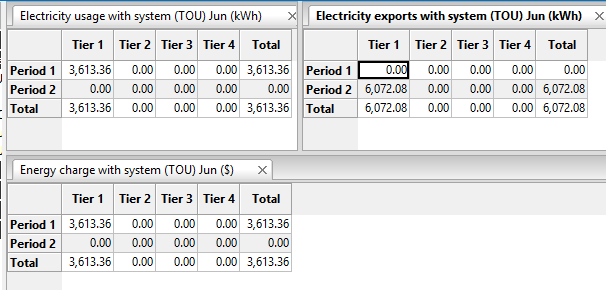 Electricity usage with system (TOU) Jun (kWh)
Tier 1 Tier 2 Tier 3 Tier 4 Total
Period 1 3,613.36 0.00 0.00 0.00 3,613.36
Period 2 0.00 0.00 0.00 0.00 0.00
Total 3,613.36 0.00 0.00 0.00 3,613.36
Electricity exports with system (TOU) Jun (kWh)
Tier 1 Tier 2 Tier 3 Tier 4 Total
Period 1 0.00 0.00 0.00 0.00 0.00
Period 2 6,072.08 0.00 0.00 0.00 6,072.08
Total 6,072.08 0.00 0.00 0.00 6,072.08
Energy charge with system (TOU) Jun ($)
Tier 1 Tier 2 Tier 3 Tier 4 Total
Period 1 3,613.36 0.00 0.00 0.00 3,613.36
Period 2 0.00 0.00 0.00 0.00 0.00
Total 3,613.36 0.00 0.00 0.00 3,613.36